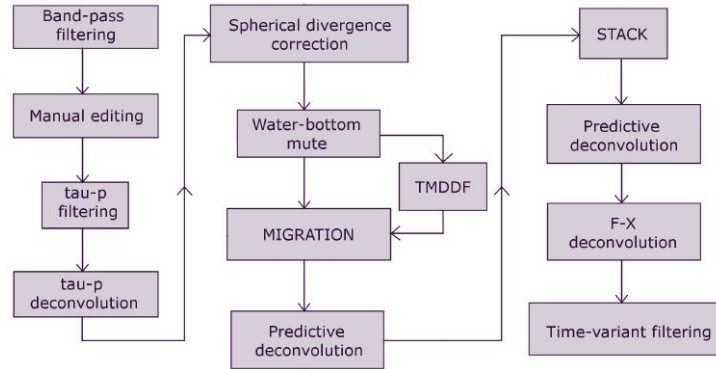 Band-pass
filtering
Manual editing
tau-p
filtering
tau-p
deconvolution
Spherical divergence
correction
Water-bottom
mute
TMDDF
MIGRATION
Predictive
deconvolution
STACK
Predictive
deconvolution
F-X
deconvolution
Time-variant filtering